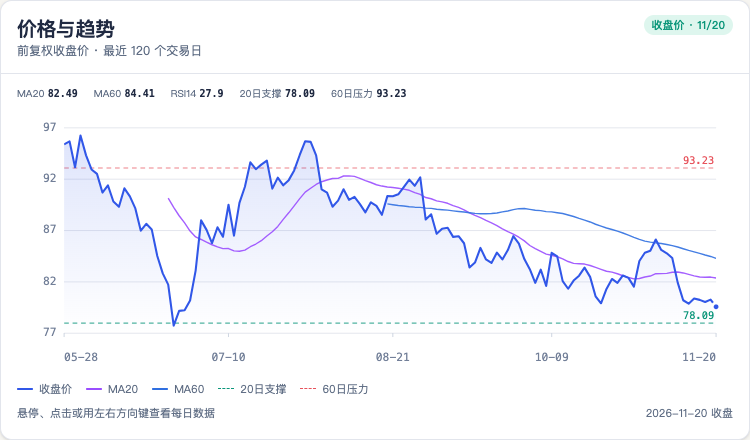 价格与趋势
收盘价 · 11/20
前复权收盘价 · 最近 120 个交易日
MA20 82.49 MA60 84.41 RSI14 27.9 20日支撑 78.09 60日压力 93.23
97
93.23
92
87
82
78.09
77
05-28 07-10 08-21 10-09 11-20
收盘价 MA20 MA60 20日支撑 60日压力
悬停、点击或用左右方向键查看每日数据
2026-11-20 收盘